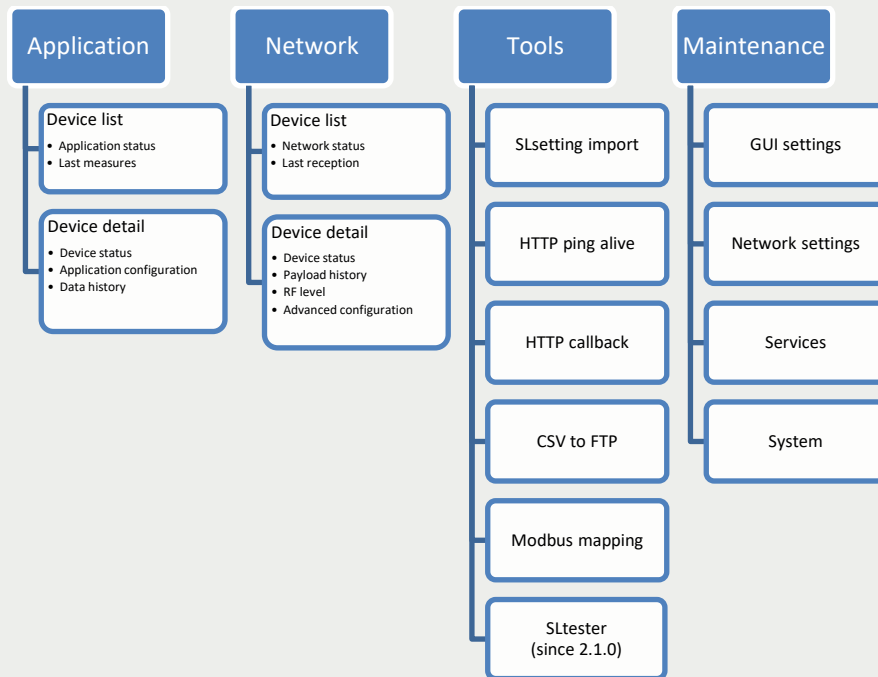 Application
Device list
• Application status
• Last measures
Device detail
• Device status
• Application configuration
• Data history
Network
Device list
• Network status
• Last reception
Device detail
• Device status
• Payload history
• RF level
• Advanced configuration
Tools
SLsetting import
HTTP ping alive
HTTP callback
CSV to FTP
Modbus mapping
SLtester
(since 2.1.0)
Maintenance
GUI settings
Network settings
Services
System